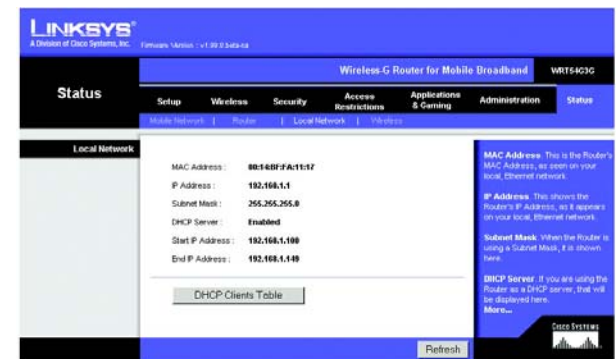 LINKSYS®
A Division of Cisco Systems, Inc.
Firmware Version : v1.99.8
Wireless-G Router for Mobile Broadband
WRT54G3G
Status
Setup
Wireless
Security
Access Restrictions
Applications & Gaming
Administration
Status
Mobile Network | Router | Local Network | Wireless
Local Network
MAC Address : 00:14:BF:FA:11:17
IP Address : 192.168.1.1
Subnet Mask : 255.255.255.0
DHCP Server : Enabled
Start IP Address : 192.168.1.100
End IP Address : 192.168.1.149
DHCP Clients Table
MAC Address. This is the Router's
MAC Address, as seen on your
local, Ethernet network.
IP Address. This shows the
Router's IP Address, as it appears
on your local, Ethernet network.
Subnet Mask. When the Router is
using a Subnet Mask, it is shown
here.
DHCP Server. If you are using the
Router as a DHCP server, that will
be displayed here.
More...
Refresh
CISCO SYSTEMS